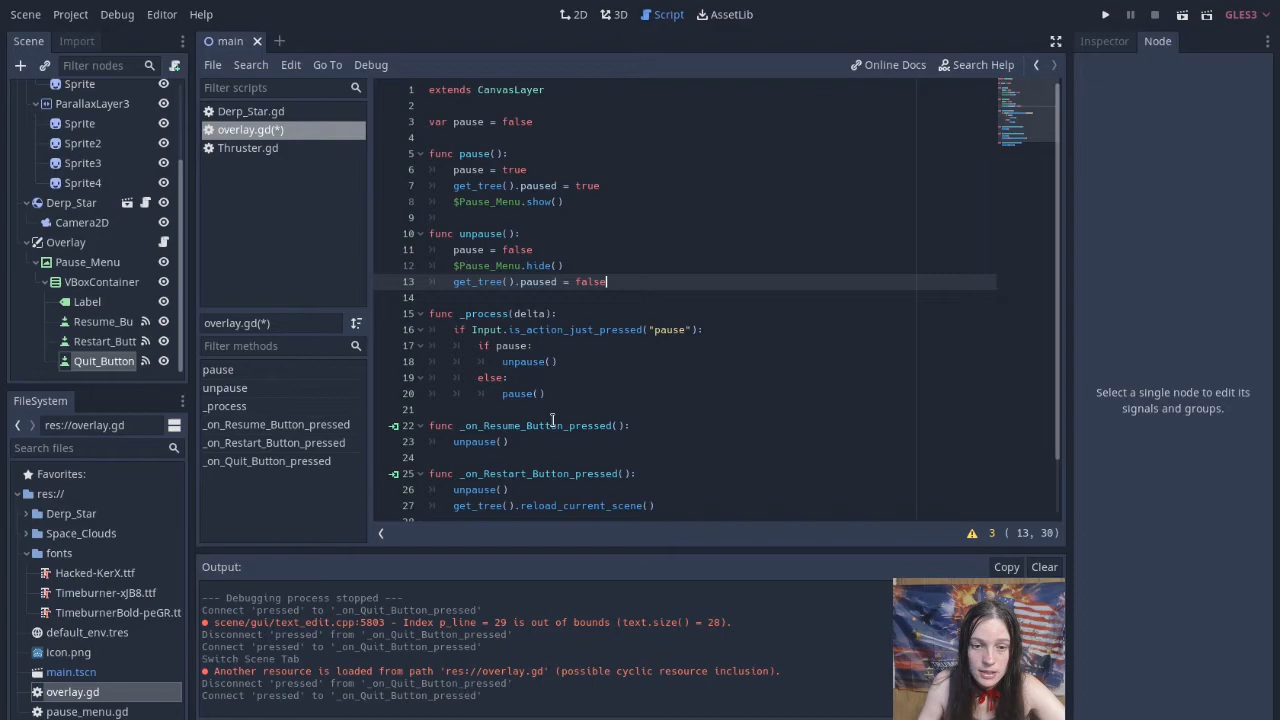 Scene Project Debug Editor Help
2D 3D Script AssetLib
GLES3
Scene Import
Filter nodes
Sprite
ParallaxLayer3
Sprite
Sprite2
Sprite3
Sprite4
Derp_Star
Camera2D
Overlay
Pause_Menu
VBoxContainer
Label
Resume_Bu
Restart_Butt
Quit_Button
FileSystem
res://overlay.gd
Search files
Favorites:
res://
Derp_Star
Space_Clouds
fonts
Hacked-KerX.ttf
Timeburner-xJB8.ttf
TimeburnerBold-peGR.tt
default_env.tres
icon.png
main.tscn
overlay.gd
pause_menu.gd
main
File Search Edit Go To Debug
Online Docs Search Help
Filter scripts
Derp_Star.gd
overlay.gd(*)
Thruster.gd
overlay.gd(*)
Filter methods
pause
unpause
_process
_on_Resume_Button_pressed
_on_Restart_Button_pressed
_on_Quit_Button_pressed
1 extends CanvasLayer
2
3 var pause = false
4
5 func pause():
6 pause = true
7 get_tree().paused = true
8 $Pause_Menu.show()
9
10 func unpause():
11 pause = false
12 $Pause_Menu.hide()
13 get_tree().paused = false
14
15 func _process(delta):
16 if Input.is_action_just_pressed("pause"):
17 if pause:
18 unpause()
19 else:
20 pause()
21
22 func _on_Resume_Button_pressed():
23 unpause()
24
25 func _on_Restart_Button_pressed():
26 unpause()
27 get_tree().reload_current_scene()
3 ( 13, 30)
Output:
Copy Clear
--- Debugging process stopped ---
Connect 'pressed' to '_on_Quit_Button_pressed'
scene/gui/text_edit.cpp:5803 - Index p_line = 29 is out of bounds (text.size() = 28).
Disconnect 'pressed' from '_on_Quit_Button_pressed'
Connect 'pressed' to '_on_Quit_Button_pressed'
Switch Scene Tab
Another resource is loaded from path 'res://overlay.gd' (possible cyclic resource inclusion).
Disconnect 'pressed' from '_on_Quit_Button_pressed'
Connect 'pressed' to '_on_Quit_Button_pressed'
Inspector Node
Select a single node to edit its
signals and groups.